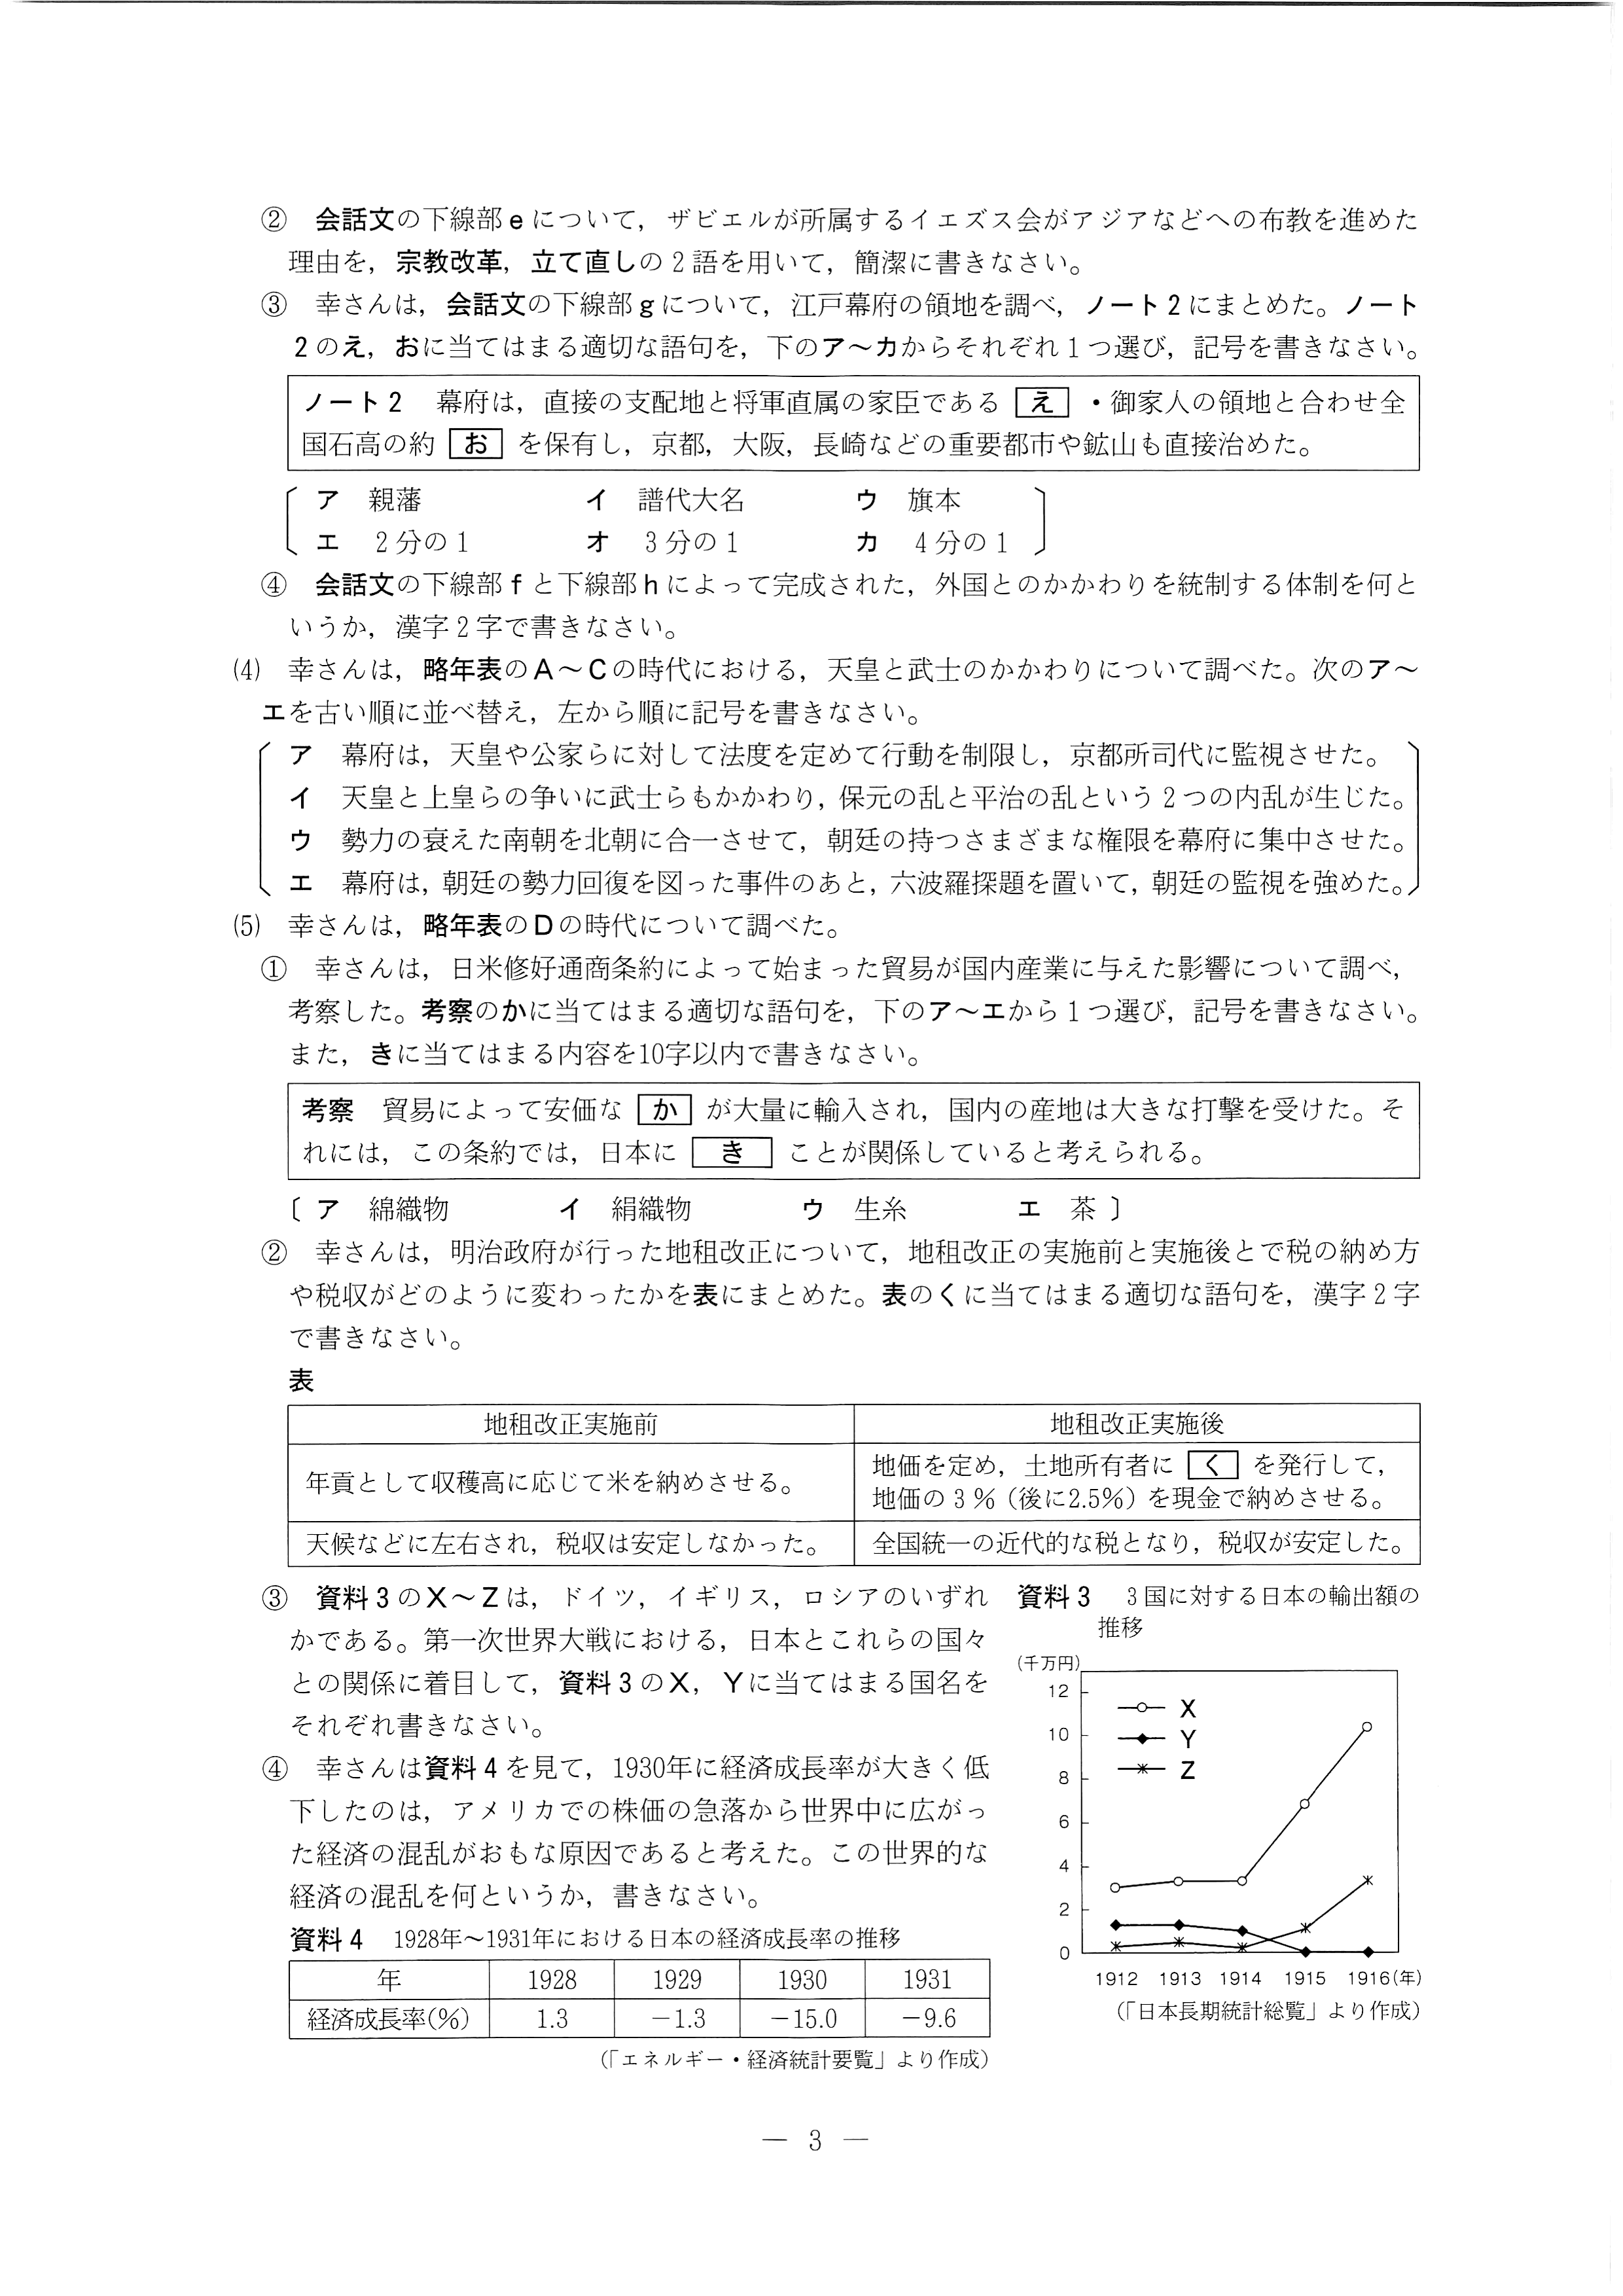 ② 会話文の下線部eについて，ザビエルが所属するイエズス会がアジアなどへの布教を進めた
理由を，宗教改革，立て直しの2語を用いて，簡潔に書きなさい。
③ 幸さんは，会話文の下線部gについて，江戸幕府の領地を調べ，ノート2にまとめた。ノート
2のえ，おに当てはまる適切な語句を，下のア～カからそれぞれ1つ選び，記号を書きなさい。
ノート2 幕府は，直接の支配地と将軍直属の家臣である え ・御家人の領地と合わせ全
国石高の約 お を保有し，京都，大阪，長崎などの重要都市や鉱山も直接治めた。
ア 親藩 イ 譜代大名 ウ 旗本
エ 2分の1 オ 3分の1 カ 4分の1
④ 会話文の下線部fと下線部hによって完成された，外国とのかかわりを統制する体制を何と
いうか，漢字2字で書きなさい。
(4) 幸さんは，略年表のA～Cの時代における，天皇と武士のかかわりについて調べた。次のア～
エを古い順に並べ替え，左から順に記号を書きなさい。
ア 幕府は，天皇や公家らに対して法度を定めて行動を制限し，京都所司代に監視させた。
イ 天皇と上皇らの争いに武士らもかかわり，保元の乱と平治の乱という2つの内乱が生じた。
ウ 勢力の衰えた南朝を北朝に合一させて，朝廷の持つさまざまな権限を幕府に集中させた。
エ 幕府は，朝廷の勢力回復を図った事件のあと，六波羅探題を置いて，朝廷の監視を強めた。
(5) 幸さんは，略年表のDの時代について調べた。
① 幸さんは，日米修好通商条約によって始まった貿易が国内産業に与えた影響について調べ，
考察した。考察のかに当てはまる適切な語句を，下のア～エから1つ選び，記号を書きなさい。
また，きに当てはまる内容を10字以内で書きなさい。
考察 貿易によって安価な か が大量に輸入され，国内の産地は大きな打撃を受けた。そ
れには，この条約では，日本に き ことが関係していると考えられる。
〔 ア 綿織物 イ 絹織物 ウ 生糸 エ 茶 〕
② 幸さんは，明治政府が行った地租改正について，地租改正の実施前と実施後とで税の納め方
や税収がどのように変わったかを表にまとめた。表のくに当てはまる適切な語句を，漢字2字
で書きなさい。
表
地租改正実施前 地租改正実施後
年貢として収穫高に応じて米を納めさせる。 地価を定め，土地所有者に く を発行して，
地価の3％（後に2.5%）を現金で納めさせる。
天候などに左右され，税収は安定しなかった。 全国統一の近代的な税となり，税収が安定した。
③ 資料3のX～Zは，ドイツ，イギリス，ロシアのいずれ
かである。第一次世界大戦における，日本とこれらの国々
との関係に着目して，資料3のX，Yに当てはまる国名を
それぞれ書きなさい。
④ 幸さんは資料4を見て，1930年に経済成長率が大きく低
下したのは，アメリカでの株価の急落から世界中に広がっ
た経済の混乱がおもな原因であると考えた。この世界的な
経済の混乱を何というか，書きなさい。
資料4 1928年～1931年における日本の経済成長率の推移
年 1928 1929 1930 1931
経済成長率(%) 1.3 －1.3 －15.0 －9.6
（「エネルギー・経済統計要覧」より作成）
資料3 3国に対する日本の輸出額の
推移
(千万円)
12
10
8
6
4
2
0
X
Y
Z
1912 1913 1914 1915 1916(年)
（「日本長期統計総覧」より作成）
— 3 —